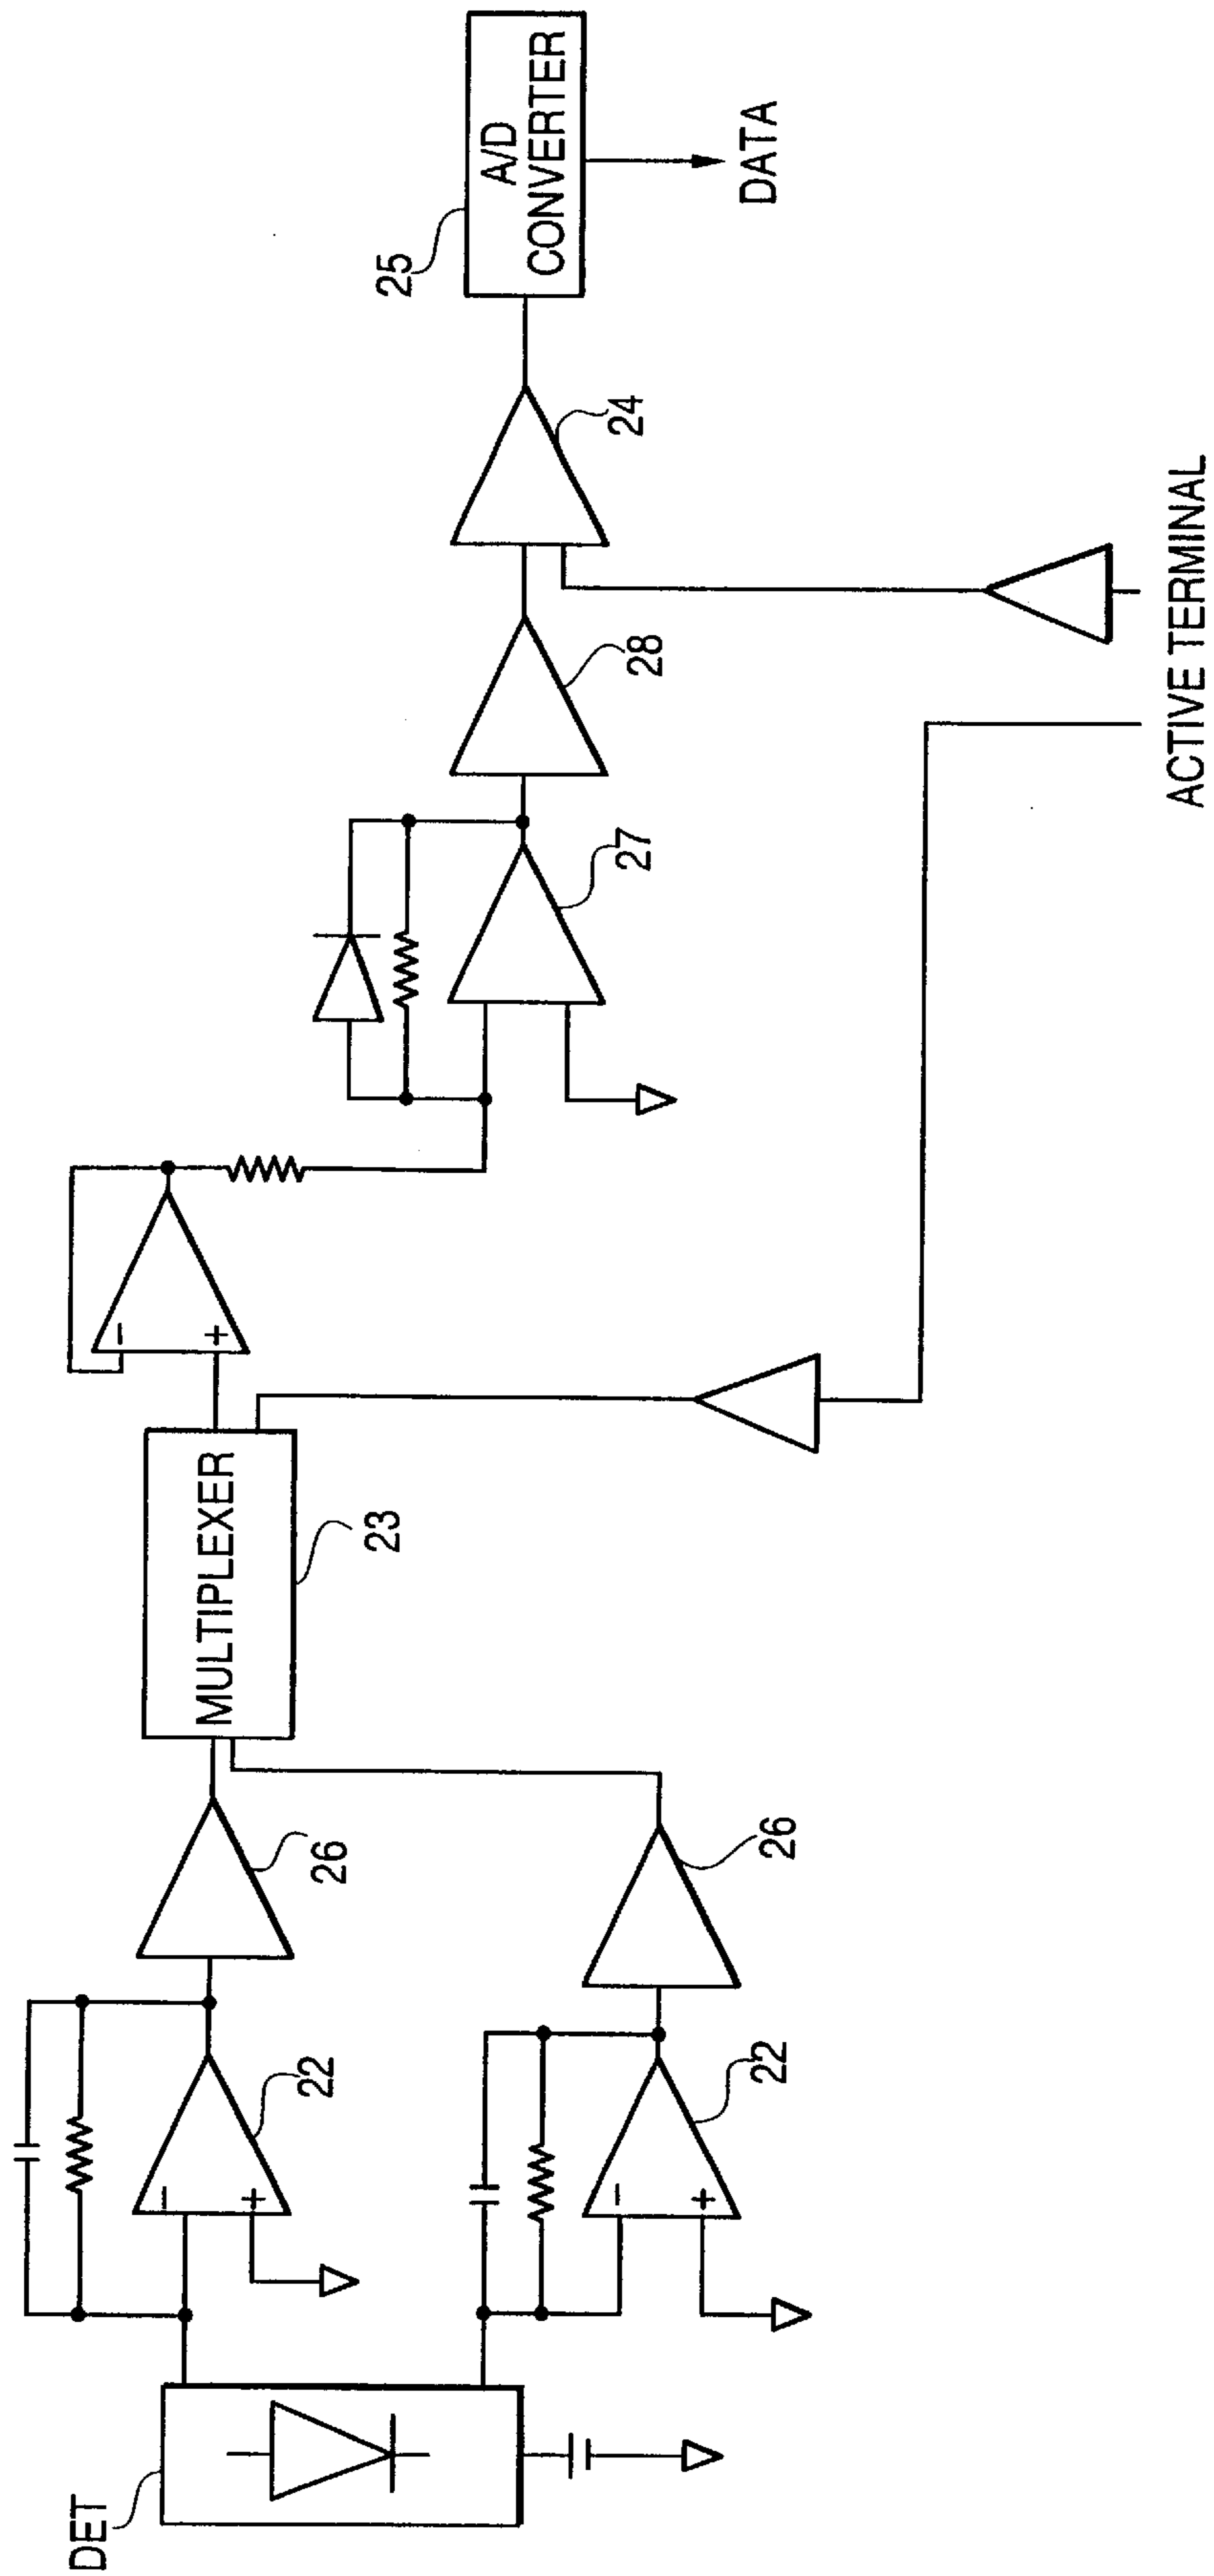 DET
22
22
26
26
MULTIPLEXER
23
-
+
-
+
-
+
27
28
24
25
A/D
CONVERTER
DATA
ACTIVE TERMINAL